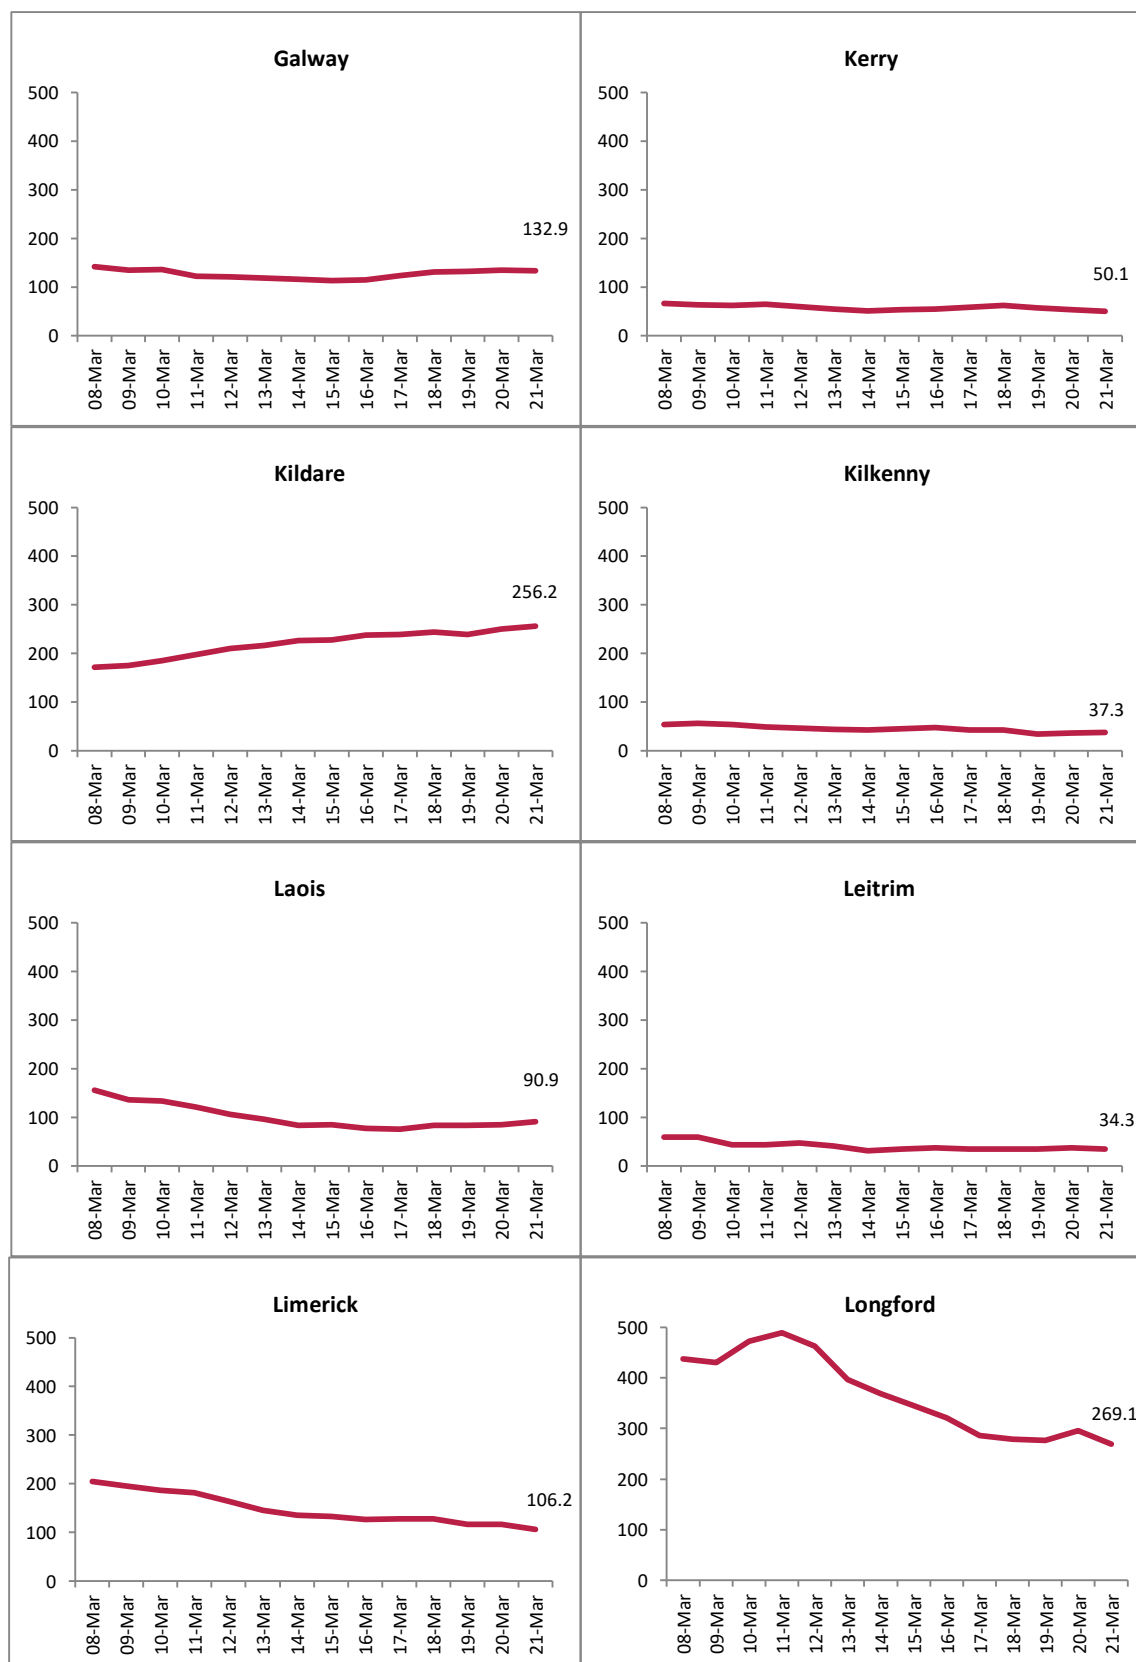 Galway
500
400
300
200
100
0
132.9
08-Mar
09-Mar
10-Mar
11-Mar
12-Mar
13-Mar
14-Mar
15-Mar
16-Mar
17-Mar
18-Mar
19-Mar
20-Mar
21-Mar
Kerry
500
400
300
200
100
0
50.1
08-Mar
09-Mar
10-Mar
11-Mar
12-Mar
13-Mar
14-Mar
15-Mar
16-Mar
17-Mar
18-Mar
19-Mar
20-Mar
21-Mar
Kildare
500
400
300
200
100
0
256.2
08-Mar
09-Mar
10-Mar
11-Mar
12-Mar
13-Mar
14-Mar
15-Mar
16-Mar
17-Mar
18-Mar
19-Mar
20-Mar
21-Mar
Kilkenny
500
400
300
200
100
0
37.3
08-Mar
09-Mar
10-Mar
11-Mar
12-Mar
13-Mar
14-Mar
15-Mar
16-Mar
17-Mar
18-Mar
19-Mar
20-Mar
21-Mar
Laois
500
400
300
200
100
0
90.9
08-Mar
09-Mar
10-Mar
11-Mar
12-Mar
13-Mar
14-Mar
15-Mar
16-Mar
17-Mar
18-Mar
19-Mar
20-Mar
21-Mar
Leitrim
500
400
300
200
100
0
34.3
08-Mar
09-Mar
10-Mar
11-Mar
12-Mar
13-Mar
14-Mar
15-Mar
16-Mar
17-Mar
18-Mar
19-Mar
20-Mar
21-Mar
Limerick
500
400
300
200
100
0
106.2
08-Mar
09-Mar
10-Mar
11-Mar
12-Mar
13-Mar
14-Mar
15-Mar
16-Mar
17-Mar
18-Mar
19-Mar
20-Mar
21-Mar
Longford
500
400
300
200
100
0
269.1
08-Mar
09-Mar
10-Mar
11-Mar
12-Mar
13-Mar
14-Mar
15-Mar
16-Mar
17-Mar
18-Mar
19-Mar
20-Mar
21-Mar